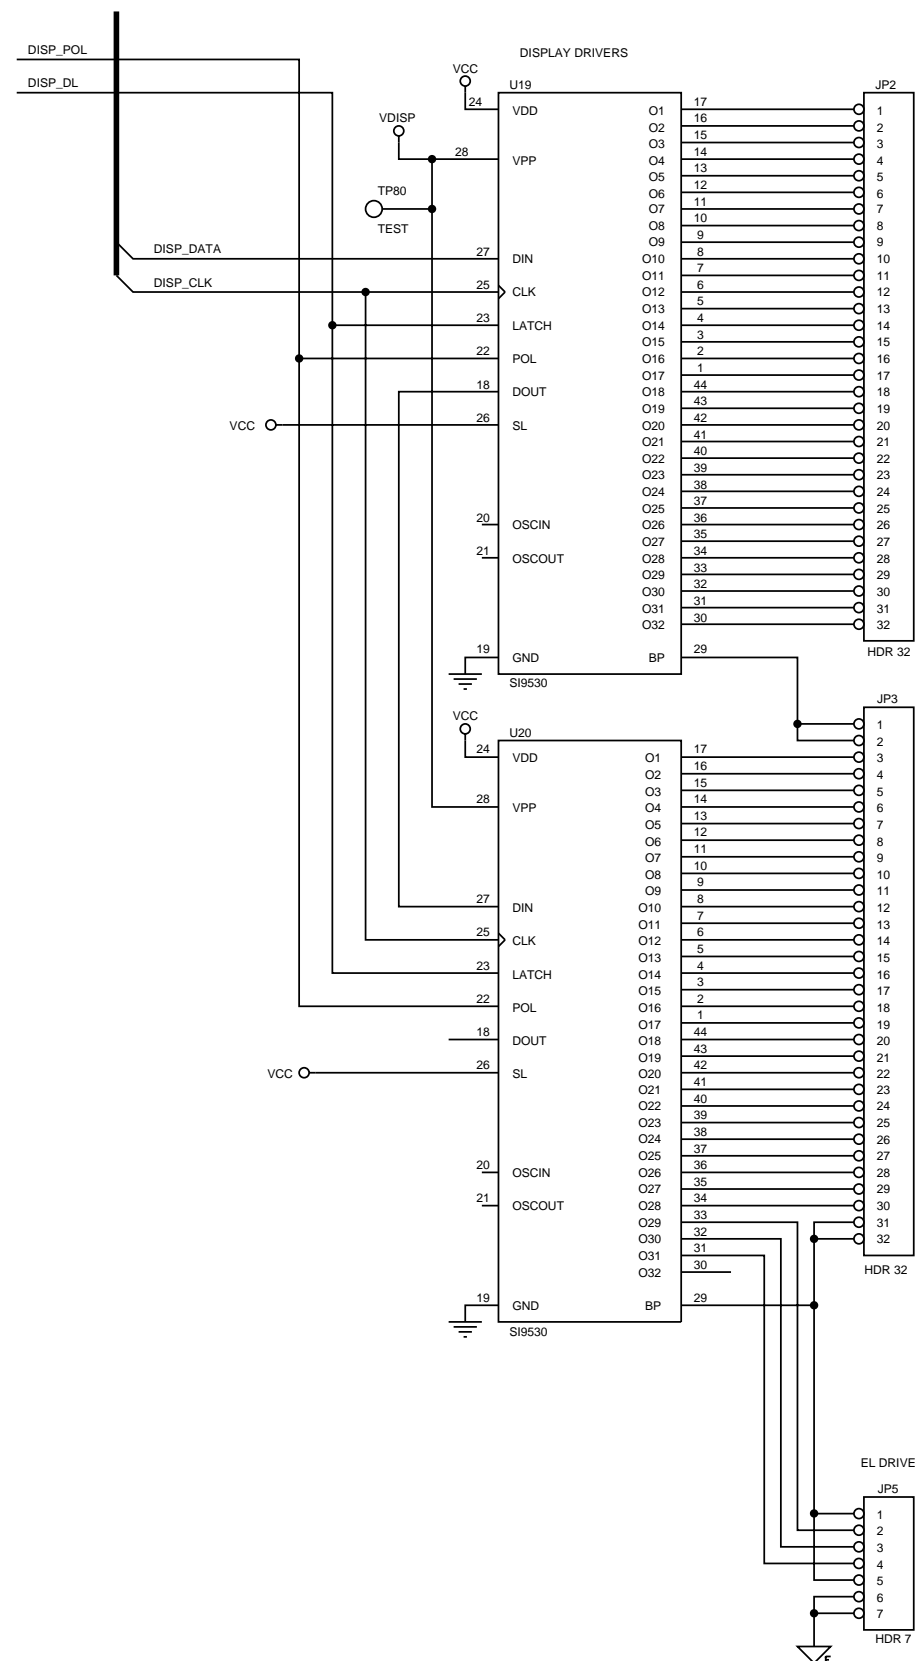 DISP_POL
DISP_DL
DISP_DATA
DISP_CLK
DISPLAY DRIVERS
VCC
VDISP
TP80
TEST
VCC
U19
24 VDD O1 17
O2 16
O3 15
28 VPP O4 14
O5 13
O6 12
O7 11
O8 10
O9 9
27 DIN O10 8
O11 7
25 CLK O12 6
O13 5
23 LATCH O14 4
O15 3
22 POL O16 2
O17 1
18 DOUT O18 44
O19 43
26 SL O20 42
O21 41
O22 40
O23 39
O24 38
O25 37
20 OSCIN O26 36
O27 35
21 OSCOUT O28 34
O29 33
O30 32
O31 31
O32 30
19 GND BP 29
SI9530
JP2
1
2
3
4
5
6
7
8
9
10
11
12
13
14
15
16
17
18
19
20
21
22
23
24
25
26
27
28
29
30
31
32
HDR 32
VCC
VCC
U20
24 VDD O1 17
O2 16
O3 15
28 VPP O4 14
O5 13
O6 12
O7 11
O8 10
O9 9
27 DIN O10 8
O11 7
25 CLK O12 6
O13 5
23 LATCH O14 4
O15 3
22 POL O16 2
O17 1
18 DOUT O18 44
O19 43
26 SL O20 42
O21 41
O22 40
O23 39
O24 38
O25 37
20 OSCIN O26 36
O27 35
21 OSCOUT O28 34
O29 33
O30 32
O31 31
O32 30
19 GND BP 29
SI9530
JP3
1
2
3
4
5
6
7
8
9
10
11
12
13
14
15
16
17
18
19
20
21
22
23
24
25
26
27
28
29
30
31
32
HDR 32
EL DRIVE
JP5
1
2
3
4
5
6
7
HDR 7